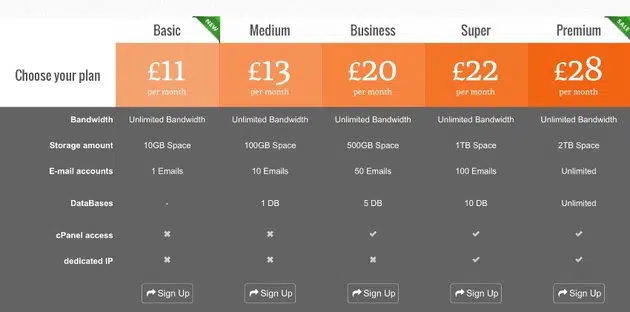 Basic NEW Medium Business Super Premium SALE
Choose your plan £11 £13 £20 £22 £28
per month per month per month per month per month
Bandwidth Unlimited Bandwidth Unlimited Bandwidth Unlimited Bandwidth Unlimited Bandwidth Unlimited Bandwidth
Storage amount 10GB Space 100GB Space 500GB Space 1TB Space 2TB Space
E-mail accounts 1 Emails 10 Emails 50 Emails 100 Emails Unlimited
DataBases - 1 DB 5 DB 10 DB Unlimited
cPanel access ✖ ✖ ✔ ✔ ✔
dedicated IP ✖ ✖ ✖ ✔ ✔
Sign Up Sign Up Sign Up Sign Up Sign Up